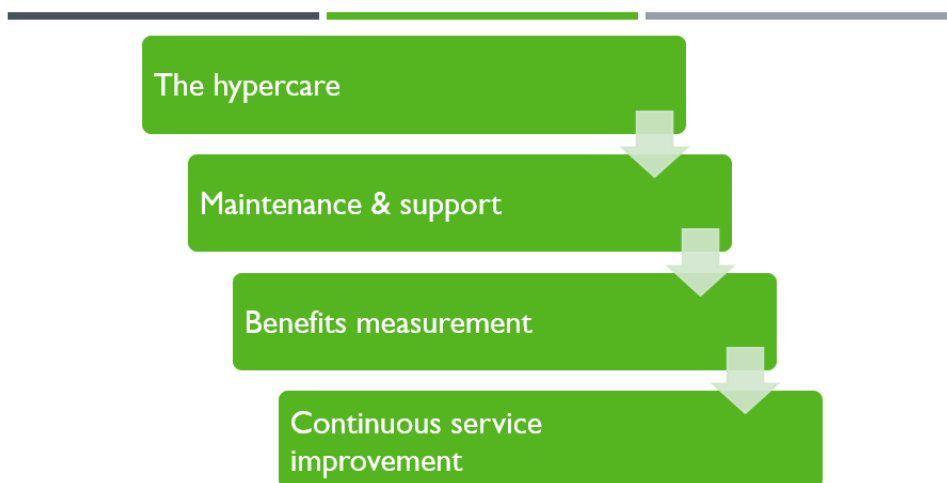 The hypercare
Maintenance & support
Benefits measurement
Continuous service
improvement